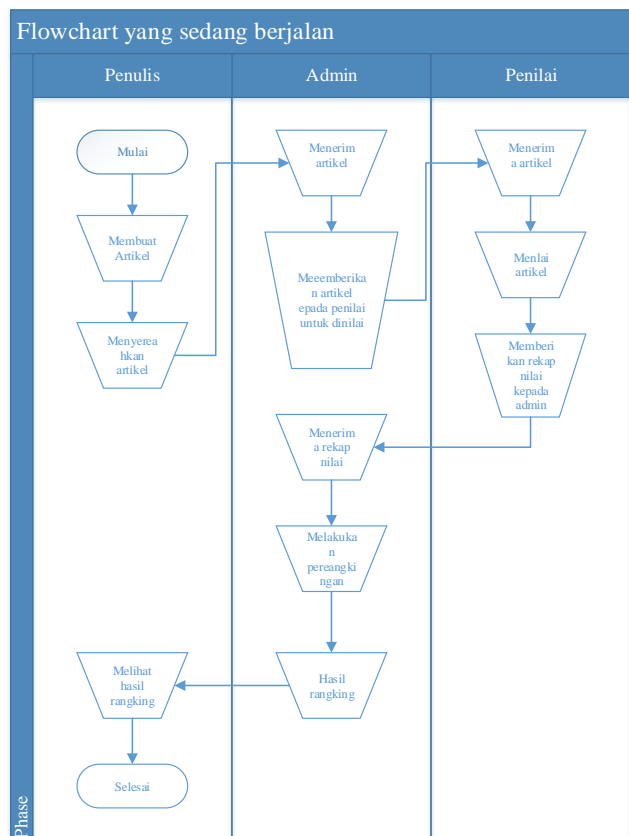 Flowchart yang sedang berjalan
Penulis
Admin
Penilai
Mulai
Membuat
Artikel
Menyerea
hkan
artikel
Menerim
artikel
Meeemberika
n artikel
epada penilai
untuk dinilai
Menerim
a artikel
Menlai
artikel
Memberi
kan rekap
nilai
kepada
admin
Menerim
a rekap
nilai
Melakuka
n
pereangki
ngan
Hasil
rangking
Melihat
hasil
rangking
Selesai
Phase